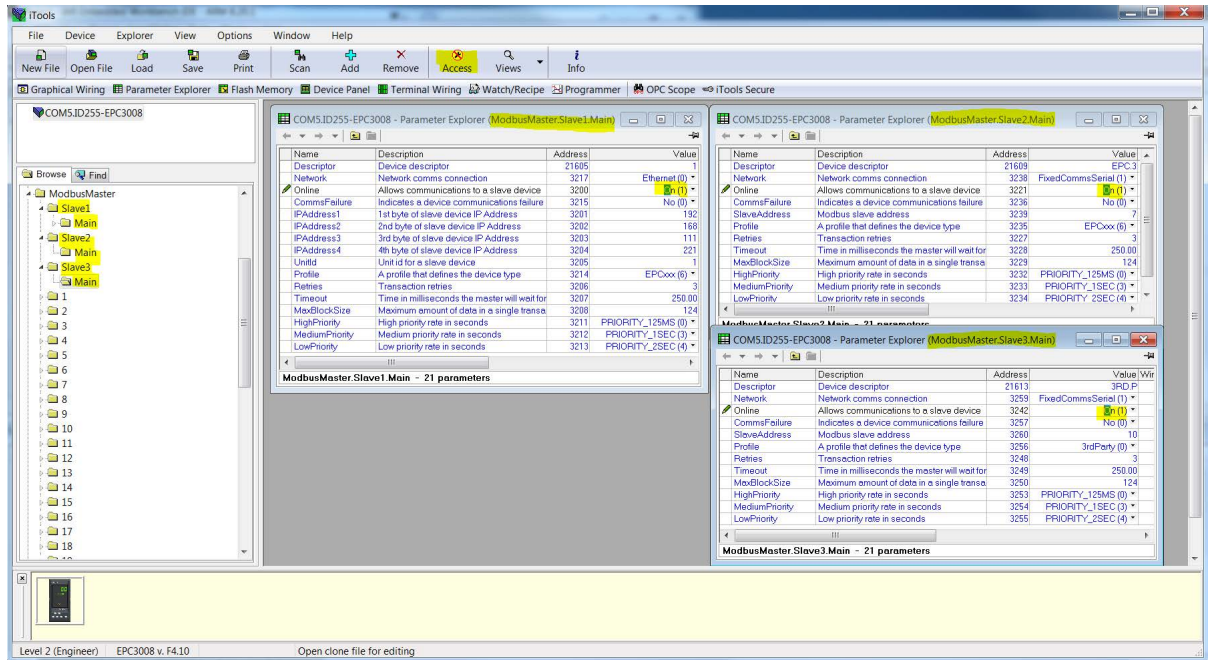 iTools
File Device Explorer View Options Window Help
New File Open File Load Save Print Scan Add Remove Access Views Info
Graphical Wiring Parameter Explorer Flash Memory Device Panel Terminal Wiring Watch/Recipe Programmer OPC Scope iTools Secure
COM5.ID255-EPC3008
Browse Find
ModbusMaster
Slave1
Main
Slave2
Main
Slave3
Main
1
2
3
4
5
6
7
8
9
10
11
12
13
14
15
16
17
18
COM5.ID255-EPC3008 - Parameter Explorer (ModbusMaster.Slave1.Main)
Name Description Address Value
Descriptor Device descriptor 21605 1
Network Network comms connection 3217 Ethernet (0)
Online Allows communications to a slave device 3200 On (1)
CommsFailure Indicates a device communications failure 3215 No (0)
IPAddress1 1st byte of slave device IP Address 3201 192
IPAddress2 2nd byte of slave device IP Address 3202 168
IPAddress3 3rd byte of slave device IP Address 3203 111
IPAddress4 4th byte of slave device IP Address 3204 221
UnitId Unit id for a slave device 3205 1
Profile A profile that defines the device type 3214 EPCxxx (6)
Retries Transaction retries 3206 3
Timeout Time in milliseconds the master will wait for 3207 250.00
MaxBlockSize Maximum amount of data in a single transa 3208 124
HighPriority High priority rate in seconds 3211 PRIORITY_125MS (0)
MediumPriority Medium priority rate in seconds 3212 PRIORITY_1SEC (3)
LowPriority Low priority rate in seconds 3213 PRIORITY_2SEC (4)
ModbusMaster.Slave1.Main - 21 parameters
COM5.ID255-EPC3008 - Parameter Explorer (ModbusMaster.Slave2.Main)
Name Description Address Value
Descriptor Device descriptor 21609 EPC.3
Network Network comms connection 3238 FixedCommsSerial (1)
Online Allows communications to a slave device 3221 On (1)
CommsFailure Indicates a device communications failure 3236 No (0)
SlaveAddress Modbus slave address 3239 7
Profile A profile that defines the device type 3235 EPCxxx (6)
Retries Transaction retries 3227 3
Timeout Time in milliseconds the master will wait for 3228 250.00
MaxBlockSize Maximum amount of data in a single transa 3229 124
HighPriority High priority rate in seconds 3232 PRIORITY_125MS (0)
MediumPriority Medium priority rate in seconds 3233 PRIORITY_1SEC (3)
LowPriority Low priority rate in seconds 3234 PRIORITY_2SEC (4)
ModbusMaster.Slave2.Main - 21 parameters
COM5.ID255-EPC3008 - Parameter Explorer (ModbusMaster.Slave3.Main)
Name Description Address Value Wir
Descriptor Device descriptor 21613 3RD.P
Network Network comms connection 3259 FixedCommsSerial (1)
Online Allows communications to a slave device 3242 On (1)
CommsFailure Indicates a device communications failure 3257 No (0)
SlaveAddress Modbus slave address 3260 10
Profile A profile that defines the device type 3256 3rdParty (0)
Retries Transaction retries 3248 3
Timeout Time in milliseconds the master will wait for 3249 250.00
MaxBlockSize Maximum amount of data in a single transa 3250 124
HighPriority High priority rate in seconds 3253 PRIORITY_125MS (0)
MediumPriority Medium priority rate in seconds 3254 PRIORITY_1SEC (3)
LowPriority Low priority rate in seconds 3255 PRIORITY_2SEC (4)
ModbusMaster.Slave3.Main - 21 parameters
Level 2 (Engineer) EPC3008 v. F4.10 Open clone file for editing